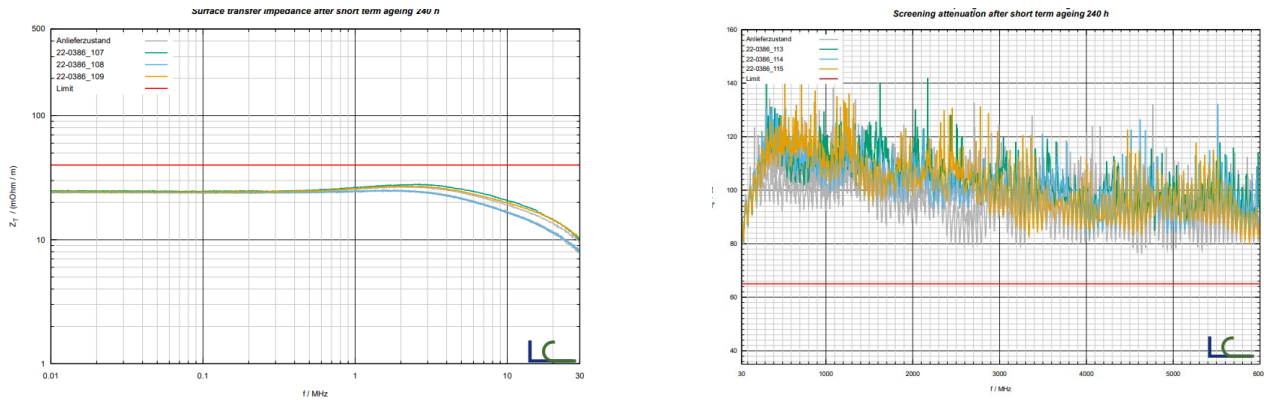 Surface transfer impedance after short term ageing 240 h
500
100
10
1
Anlieferzustand
22-0386_107
22-0386_108
22-0386_109
Limit
Z_T / (mOhm / m)
0.01
0.1
1
10
30
f / MHz
LC
Screening attenuation after short term ageing 240 h
160
140
120
100
80
60
40
Anlieferzustand
22-0386_113
22-0386_114
22-0386_115
Limit
30
1000
2000
3000
4000
5000
600
f / MHz
LC